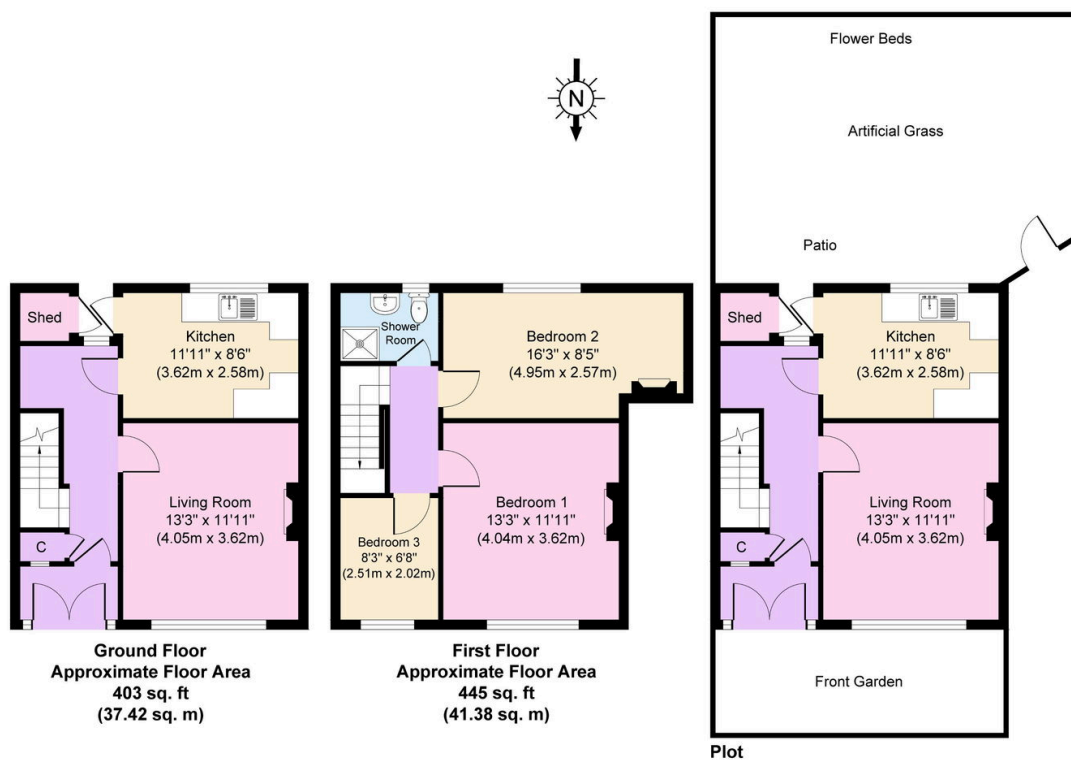 N
Shed
Kitchen
11'11" x 8'6"
(3.62m x 2.58m)
Living Room
13'3" x 11'11"
(4.05m x 3.62m)
C
Ground Floor
Approximate Floor Area
403 sq. ft
(37.42 sq. m)
Shower
Room
Bedroom 2
16'3" x 8'5"
(4.95m x 2.57m)
Bedroom 1
13'3" x 11'11"
(4.04m x 3.62m)
Bedroom 3
8'3" x 6'8"
(2.51m x 2.02m)
First Floor
Approximate Floor Area
445 sq. ft
(41.38 sq. m)
Flower Beds
Artificial Grass
Patio
Shed
Kitchen
11'11" x 8'6"
(3.62m x 2.58m)
Living Room
13'3" x 11'11"
(4.05m x 3.62m)
C
Front Garden
Plot